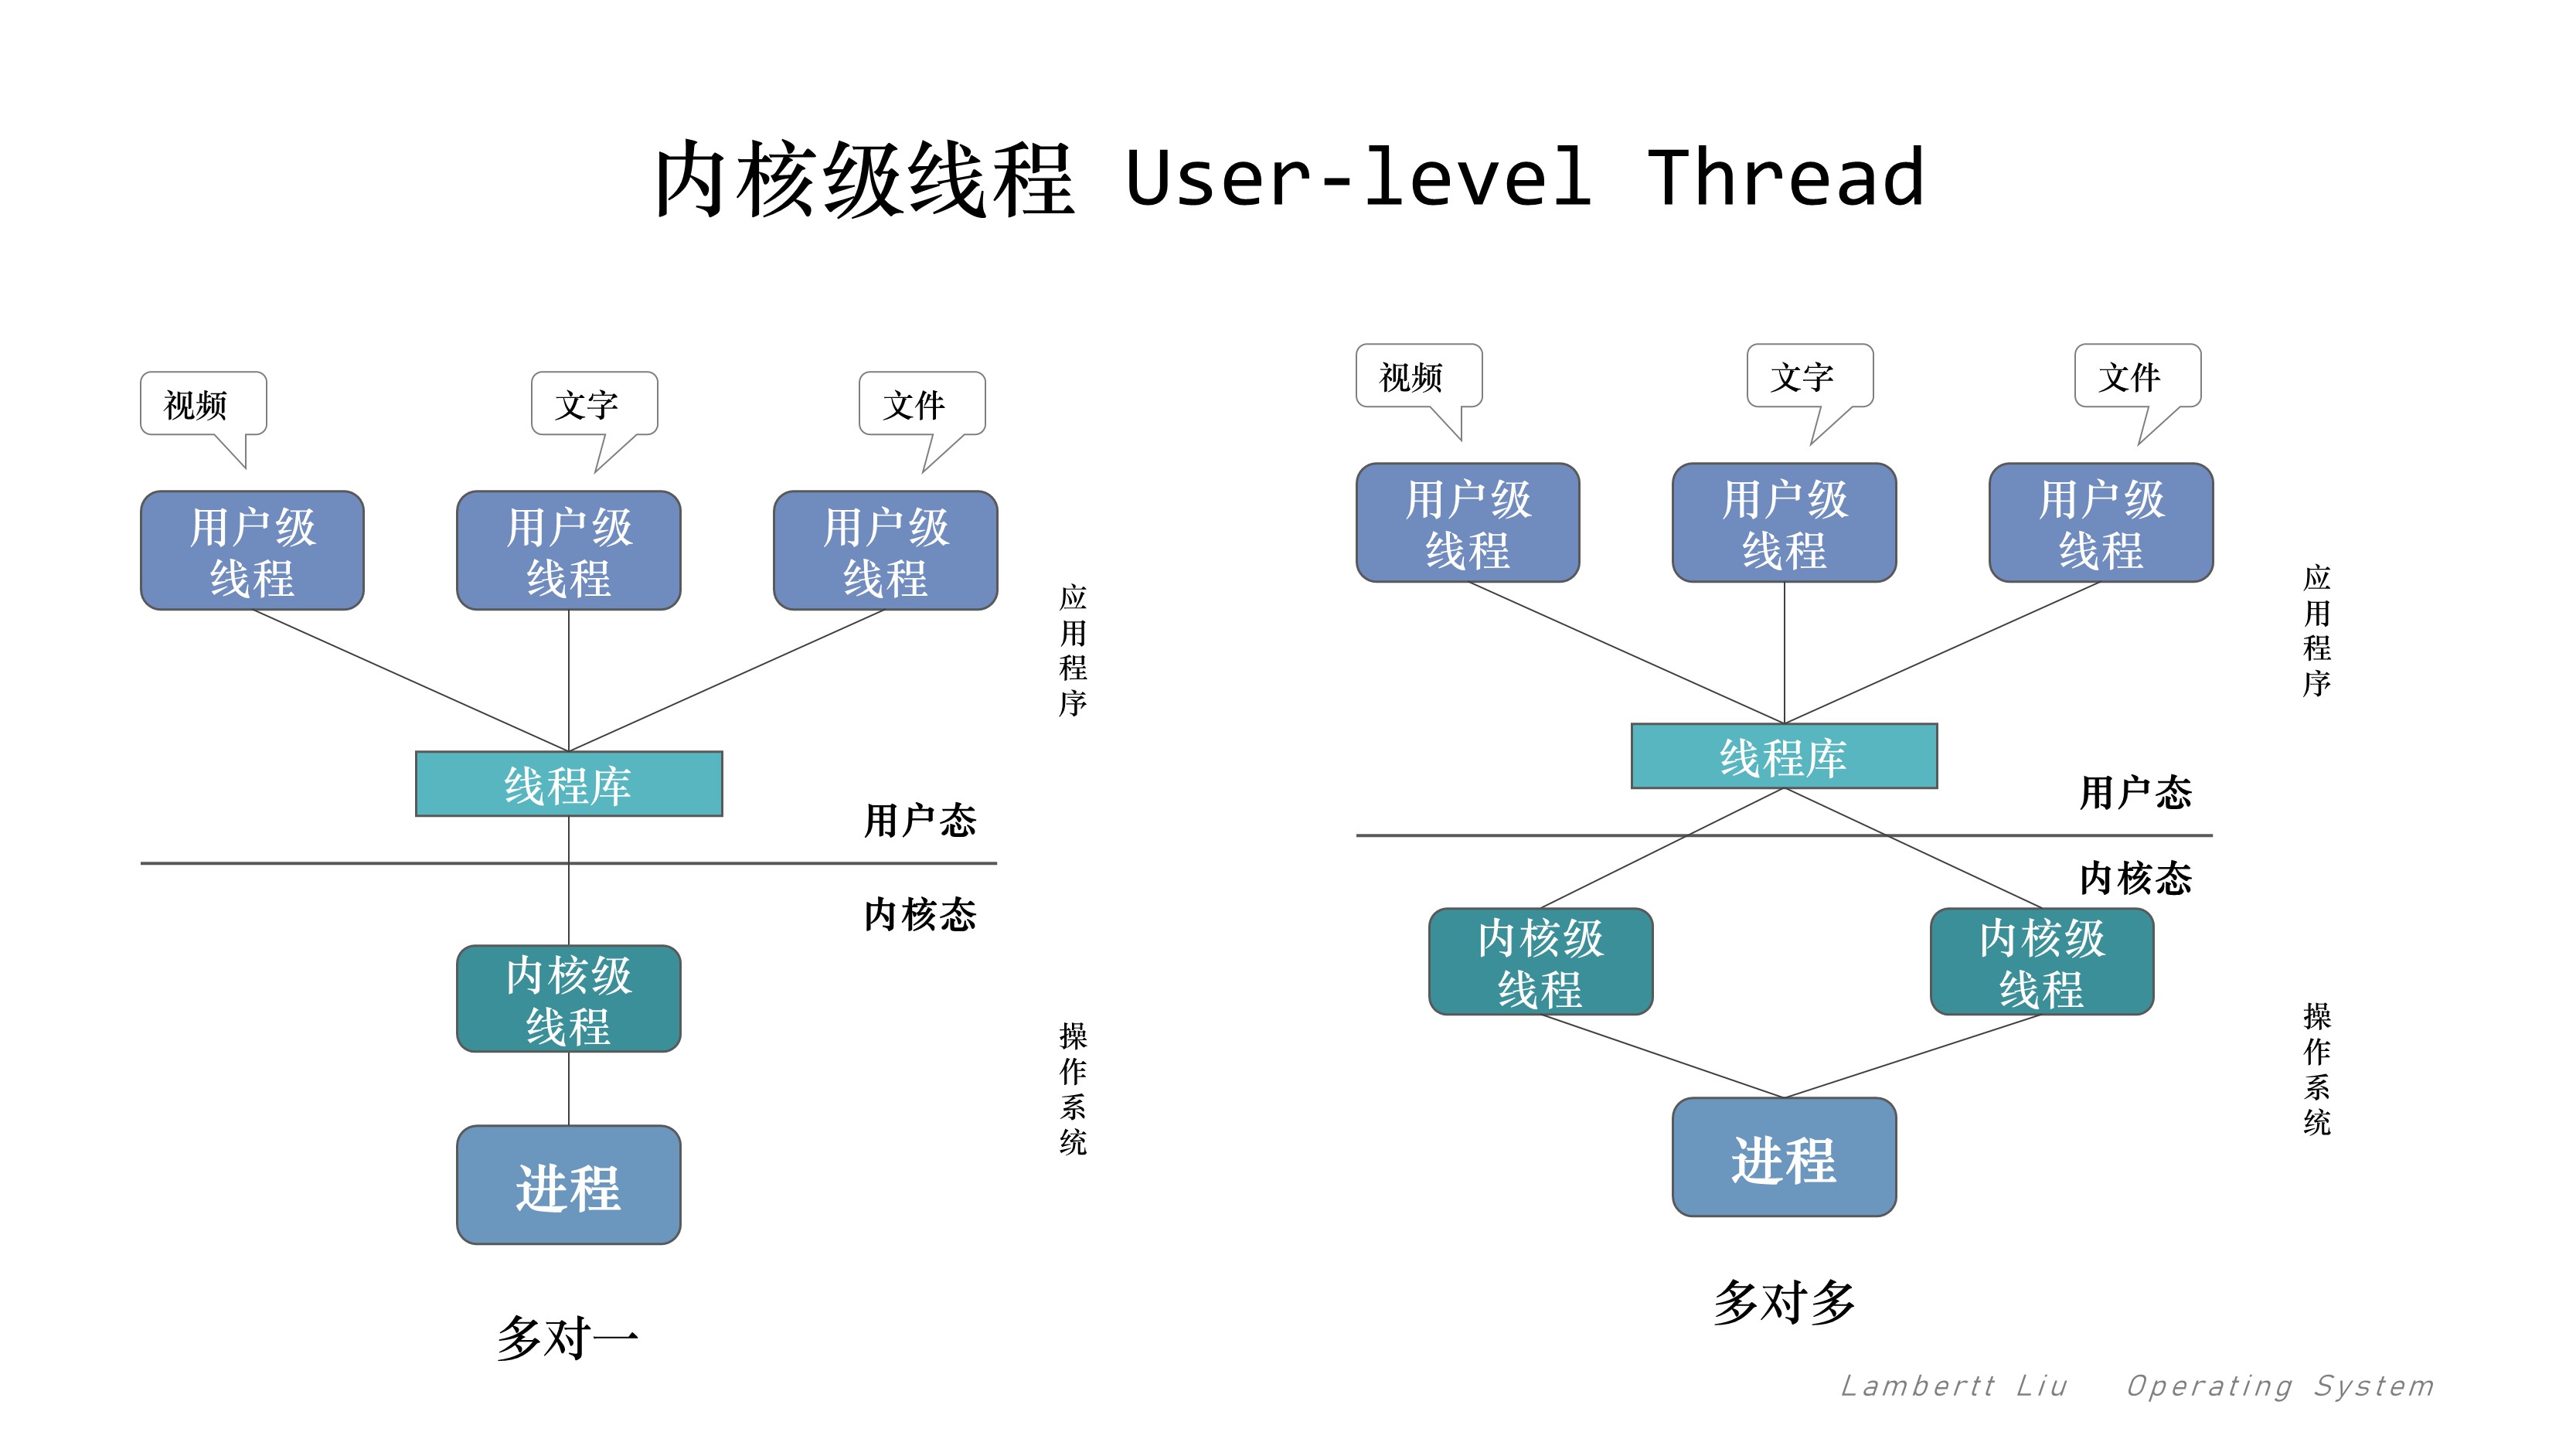 内核级线程 User-level Thread
视频
文字
文件
用户级
线程
用户级
线程
用户级
线程
应用程序
线程库
用户态
内核态
内核级
线程
操作系统
进程
多对一
视频
文字
文件
用户级
线程
用户级
线程
用户级
线程
应用程序
线程库
用户态
内核态
内核级
线程
内核级
线程
操作系统
进程
多对多
Lambertt Liu Operating System